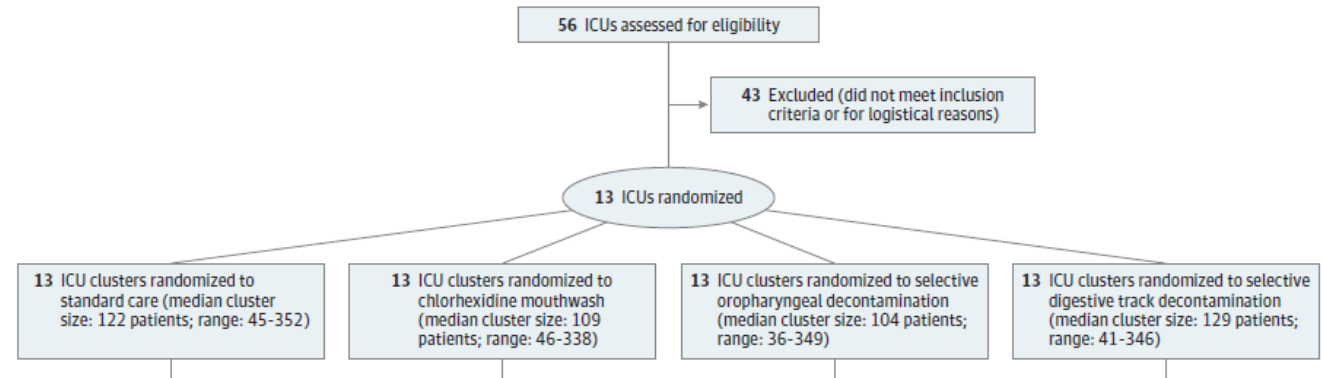 56 ICUs assessed for eligibility
43 Excluded (did not meet inclusion
criteria or for logistical reasons)
13 ICUs randomized
13 ICU clusters randomized to
standard care (median cluster
size: 122 patients; range: 45-352)
13 ICU clusters randomized to
chlorhexidine mouthwash
(median cluster size: 109
patients; range: 46-338)
13 ICU clusters randomized to selective
oropharyngeal decontamination
(median cluster size: 104 patients;
range: 36-349)
13 ICU clusters randomized to selective
digestive track decontamination
(median cluster size: 129 patients;
range: 41-346)